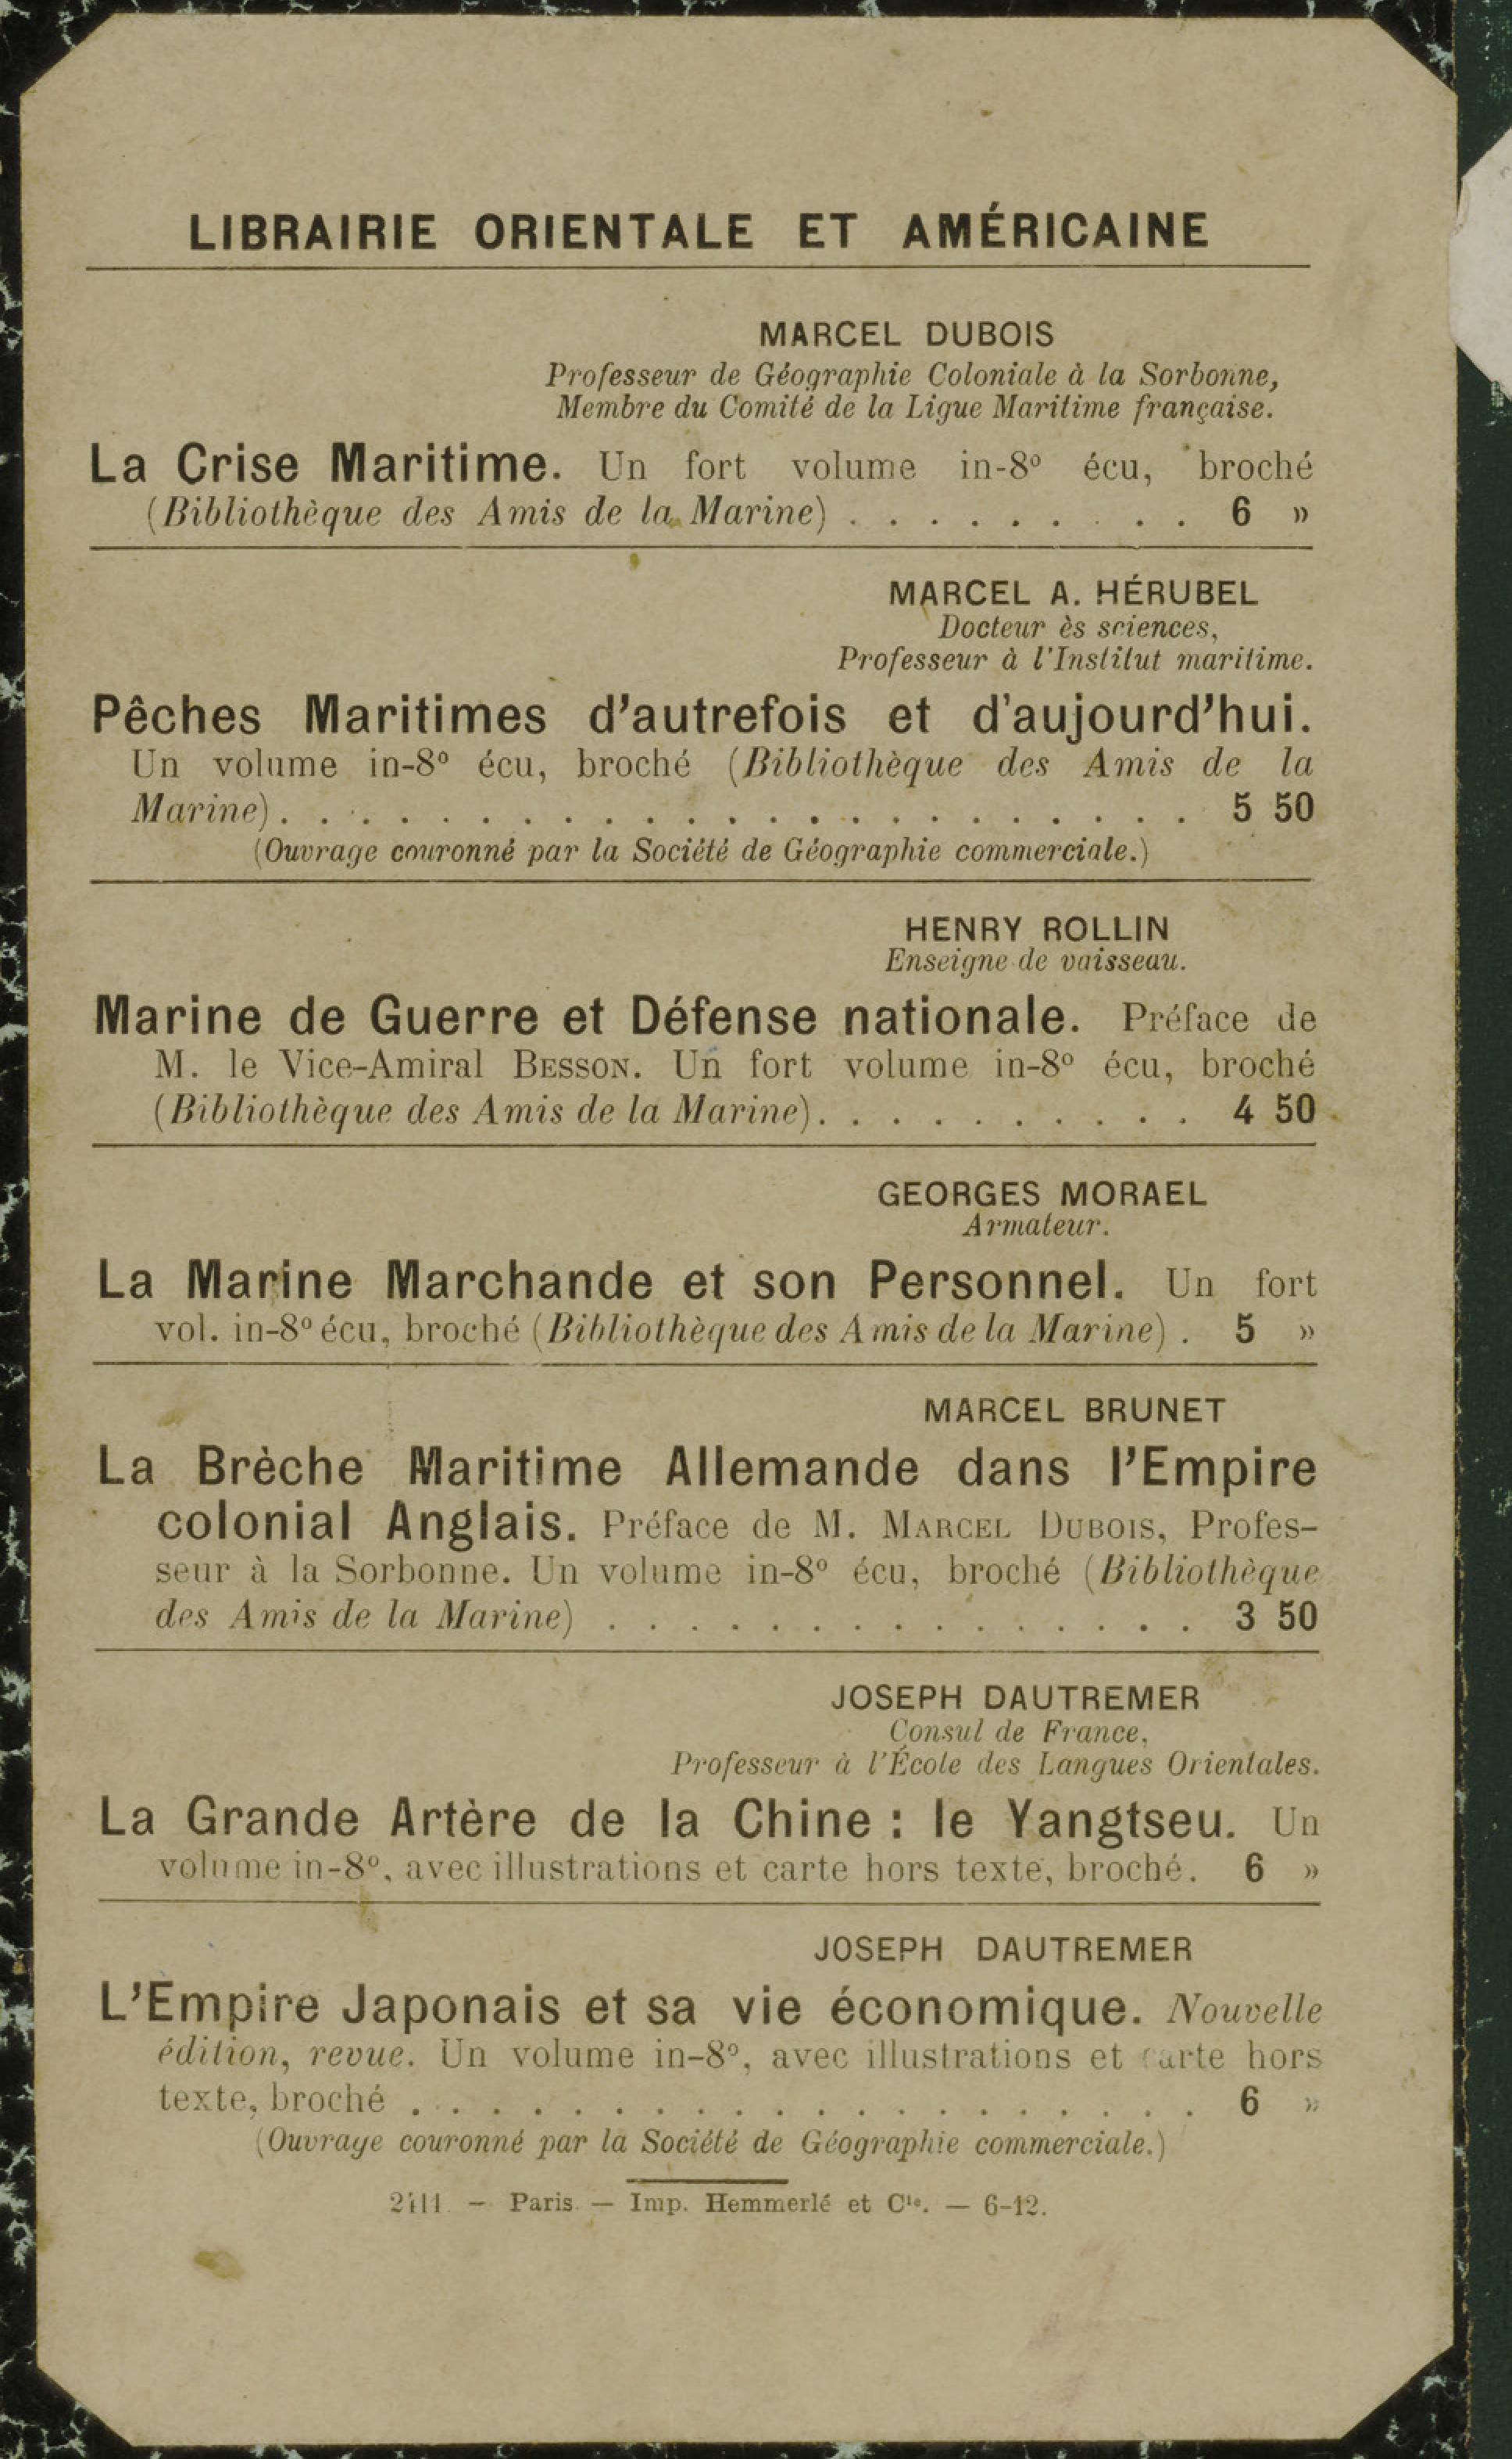 LIBRAIRIE ORIENTALE ET AMÉRICAINE
MARCEL DUBOIS
Professeur de Géographie Coloniale à la Sorbonne,
Membre du Comité de la Ligue Maritime française.
La Crise Maritime. Un fort volume in-8º écu, broché
(Bibliothèque des Amis de la Marine) . . . . . . . . . 6 »
MARCEL A. HÉRUBEL
Docteur ès sciences,
Professeur à l'Institut maritime.
Pêches Maritimes d'autrefois et d'aujourd'hui.
Un volume in-8º écu, broché (Bibliothèque des Amis de la
Marine) . . . . . . . . . . . . . . . . . . . . . . . 5 50
(Ouvrage couronné par la Société de Géographie commerciale.)
HENRY ROLLIN
Enseigne de vaisseau.
Marine de Guerre et Défense nationale. Préface de
M. le Vice-Amiral BESSON. Un fort volume in-8º écu, broché
(Bibliothèque des Amis de la Marine) . . . . . . . . . . 4 50
GEORGES MORAEL
Armateur.
La Marine Marchande et son Personnel. Un fort
vol. in-8º écu, broché (Bibliothèque des Amis de la Marine) . 5 »
MARCEL BRUNET
La Brèche Maritime Allemande dans l'Empire
colonial Anglais. Préface de M. MARCEL DUBOIS, Profes-
seur à la Sorbonne. Un volume in-8º écu, broché (Bibliothèque
des Amis de la Marine) . . . . . . . . . . . . . . . 3 50
JOSEPH DAUTREMER
Consul de France,
Professeur à l'École des Langues Orientales.
La Grande Artère de la Chine : le Yangtseu. Un
volume in-8º, avec illustrations et carte hors texte, broché. 6 »
JOSEPH DAUTREMER
L'Empire Japonais et sa vie économique. Nouvelle
édition, revue. Un volume in-8º, avec illustrations et carte hors
texte, broché . . . . . . . . . . . . . . . . . . . . 6 »
(Ouvrage couronné par la Société de Géographie commerciale.)
— Paris — Imp. Hemmerlé et Cie. — 6-12.